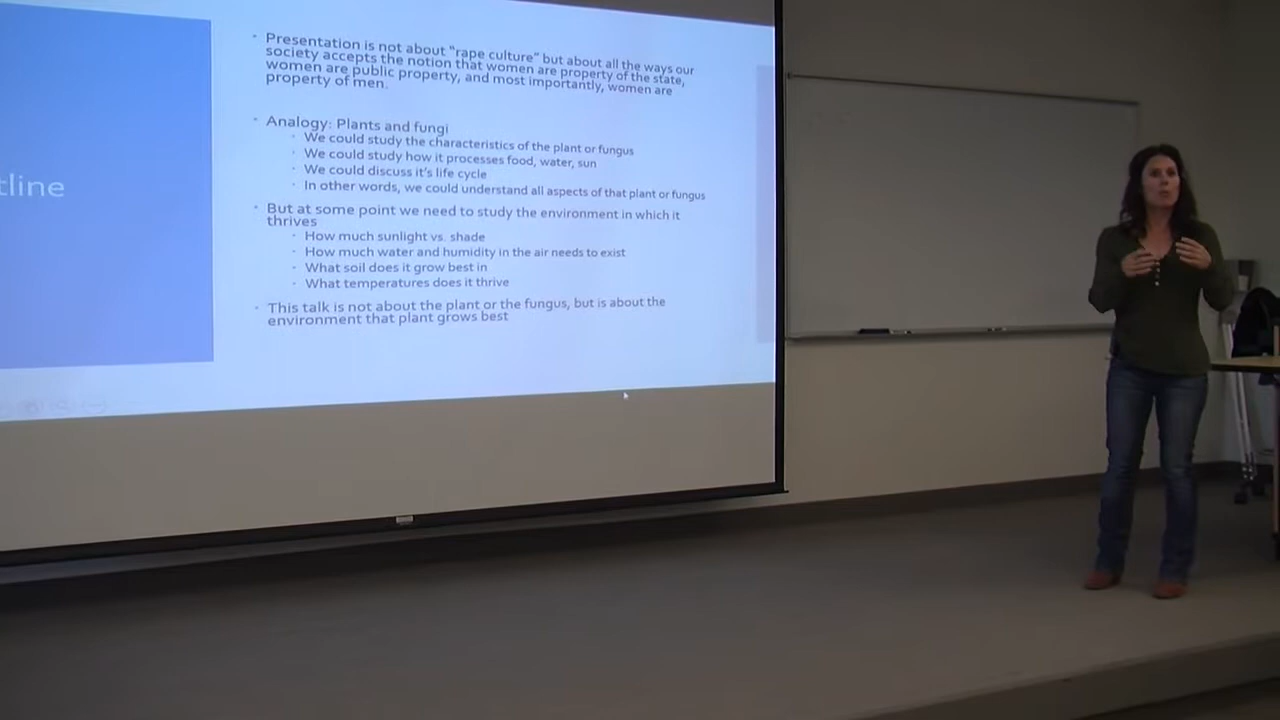 tline
Presentation is not about “rape culture” but about all the ways our
society accepts the notion that women are property of the state,
women are public property, and most importantly, women are
property of men.
Analogy: Plants and fungi
We could study the characteristics of the plant or fungus
We could study how it processes food, water, sun
We could discuss it’s life cycle
In other words, we could understand all aspects of that plant or fungus
But at some point we need to study the environment in which it
thrives
How much sunlight vs. shade
How much water and humidity in the air needs to exist
What soil does it grow best in
What temperatures does it thrive
This talk is not about the plant or the fungus, but is about the
environment that plant grows best